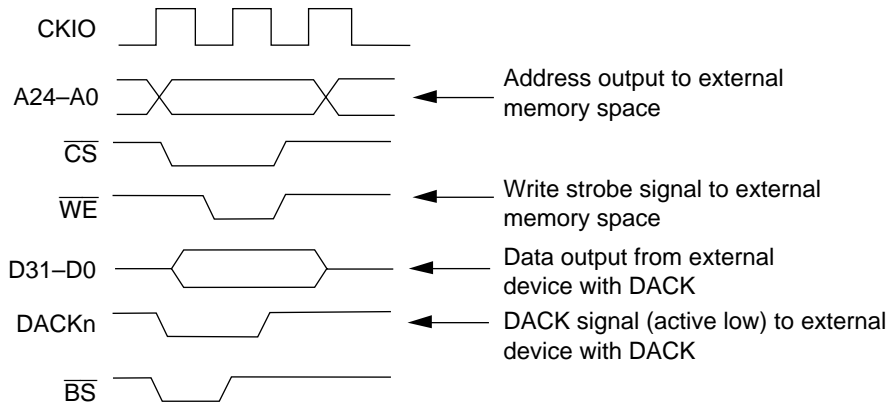 CKIO
A24–A0
Address output to external
memory space
CS
WE
Write strobe signal to external
memory space
D31–D0
Data output from external
device with DACK
DACKn
DACK signal (active low) to external
device with DACK
BS